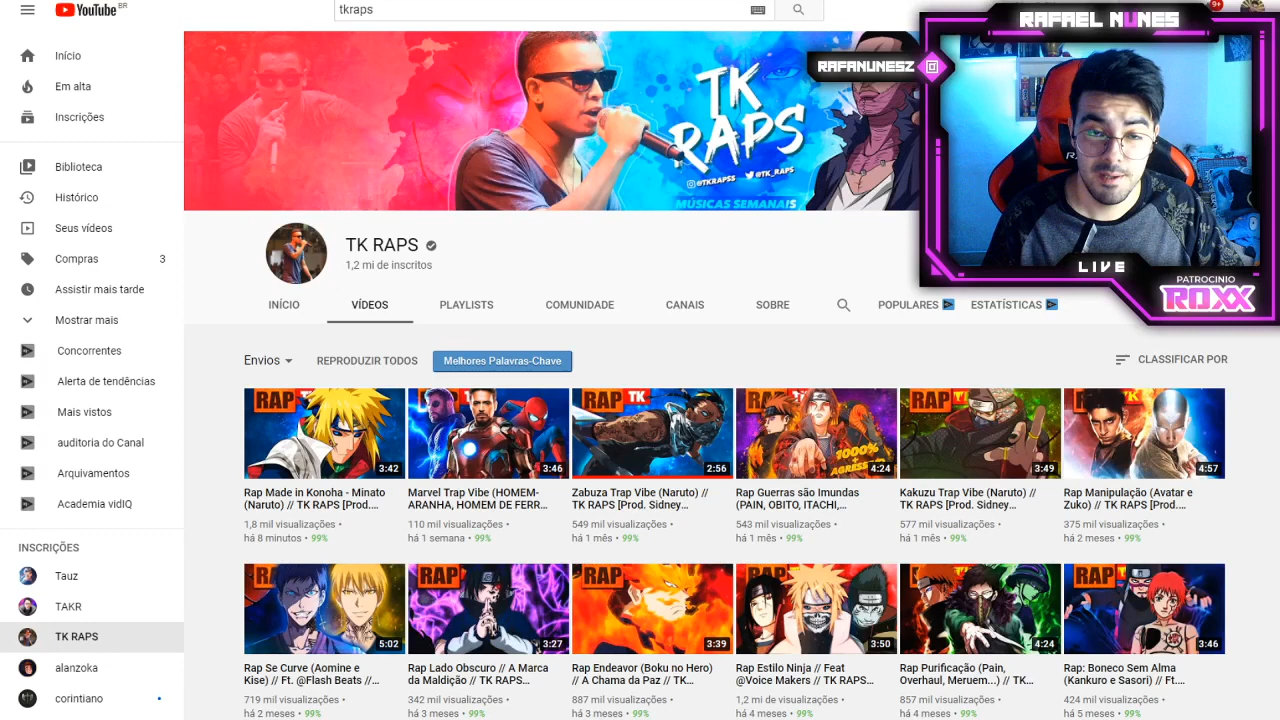 YouTube BR
tkraps
9+
RAFAEL NUNES
RAFANUNESZ
LIVE
PATROCINIO
ROXX
Início
Em alta
Inscrições
Biblioteca
Histórico
Seus vídeos
Compras 3
Assistir mais tarde
Mostrar mais
Concorrentes
Alerta de tendências
Mais vistos
auditoria do Canal
Arquivamentos
Academia vidIQ
INSCRIÇÕES
Tauz
TAKR
TK RAPS
alanzoka
corintiano
TK
RAPS
@TKRAPSS @TK_RAPS
MÚSICAS SEMANAIS
TK RAPS
1,2 mi de inscritos
INÍCIO VÍDEOS PLAYLISTS COMUNIDADE CANAIS SOBRE POPULARES ESTATÍSTICAS
Envios REPRODUZIR TODOS Melhores Palavras-Chave CLASSIFICAR POR
RAP
3:42
Rap Made in Konoha - Minato
(Naruto) // TK RAPS [Prod....
1,8 mil visualizações •
há 8 minutos • 99%
3:46
Marvel Trap Vibe (HOMEM-
ARANHA, HOMEM DE FERR...
110 mil visualizações •
há 1 semana • 99%
RAP TK
2:56
Zabuza Trap Vibe (Naruto) //
TK RAPS [Prod. Sidney...
549 mil visualizações •
há 1 mês • 99%
1000%
+
AGRESS
4:24
Rap Guerras são Imundas
(PAIN, OBITO, ITACHI,...
543 mil visualizações •
há 1 mês • 99%
RAP
3:49
Kakuzu Trap Vibe (Naruto) //
TK RAPS [Prod. Sidney...
577 mil visualizações •
há 1 mês • 99%
4:57
Rap Manipulação (Avatar e
Zuko) // TK RAPS [Prod...
375 mil visualizações •
há 2 meses • 99%
5:02
Rap Se Curve (Aomine e
Kise) // Ft. @Flash Beats //...
719 mil visualizações •
há 2 meses • 99%
RAP
3:27
Rap Lado Obscuro // A Marca
da Maldição // TK RAPS...
342 mil visualizações •
há 3 meses • 99%
RAP
3:39
Rap Endeavor (Boku no Hero)
// A Chama da Paz // TK...
887 mil visualizações •
há 3 meses • 99%
RAP
3:50
Rap Estilo Ninja // Feat
@Voice Makers // TK RAPS...
1,2 mi de visualizações •
há 4 meses • 99%
4:24
Rap Purificação (Pain,
Overhaul, Meruem...) // TK...
857 mil visualizações •
há 4 meses • 99%
RAP
3:46
Rap: Boneco Sem Alma
(Kankuro e Sasori) // Ft....
424 mil visualizações •
há 5 meses • 99%